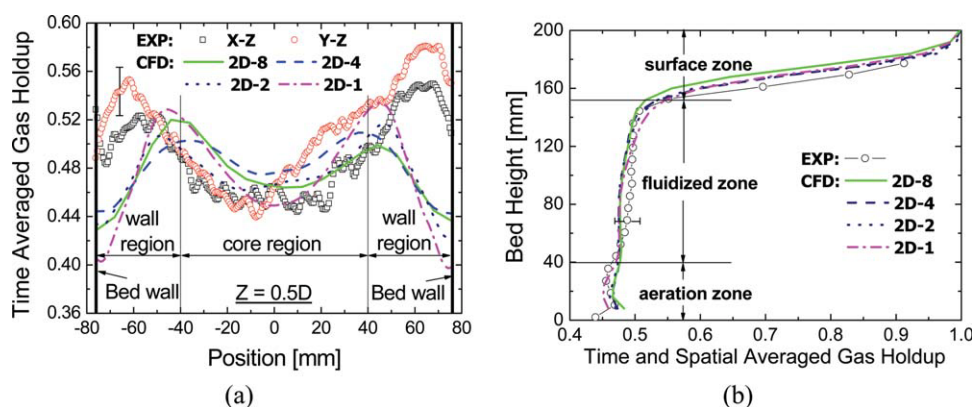 0.60
0.56
0.52
0.48
0.44
0.40
0.36
Time Averaged Gas Holdup
EXP: X-Z Y-Z
CFD: 2D-8 2D-4
2D-2 2D-1
wall region
core region
wall region
Bed wall
Z = 0.5D
Bed wall
-80 -60 -40 -20 0 20 40 60 80
Position [mm]
(a)
200
160
120
80
40
0
Bed Height [mm]
surface zone
EXP:
fluidized zone
CFD: 2D-8
2D-4
2D-2
2D-1
aeration zone
0.4 0.5 0.6 0.7 0.8 0.9 1.0
Time and Spatial Averaged Gas Holdup
(b)